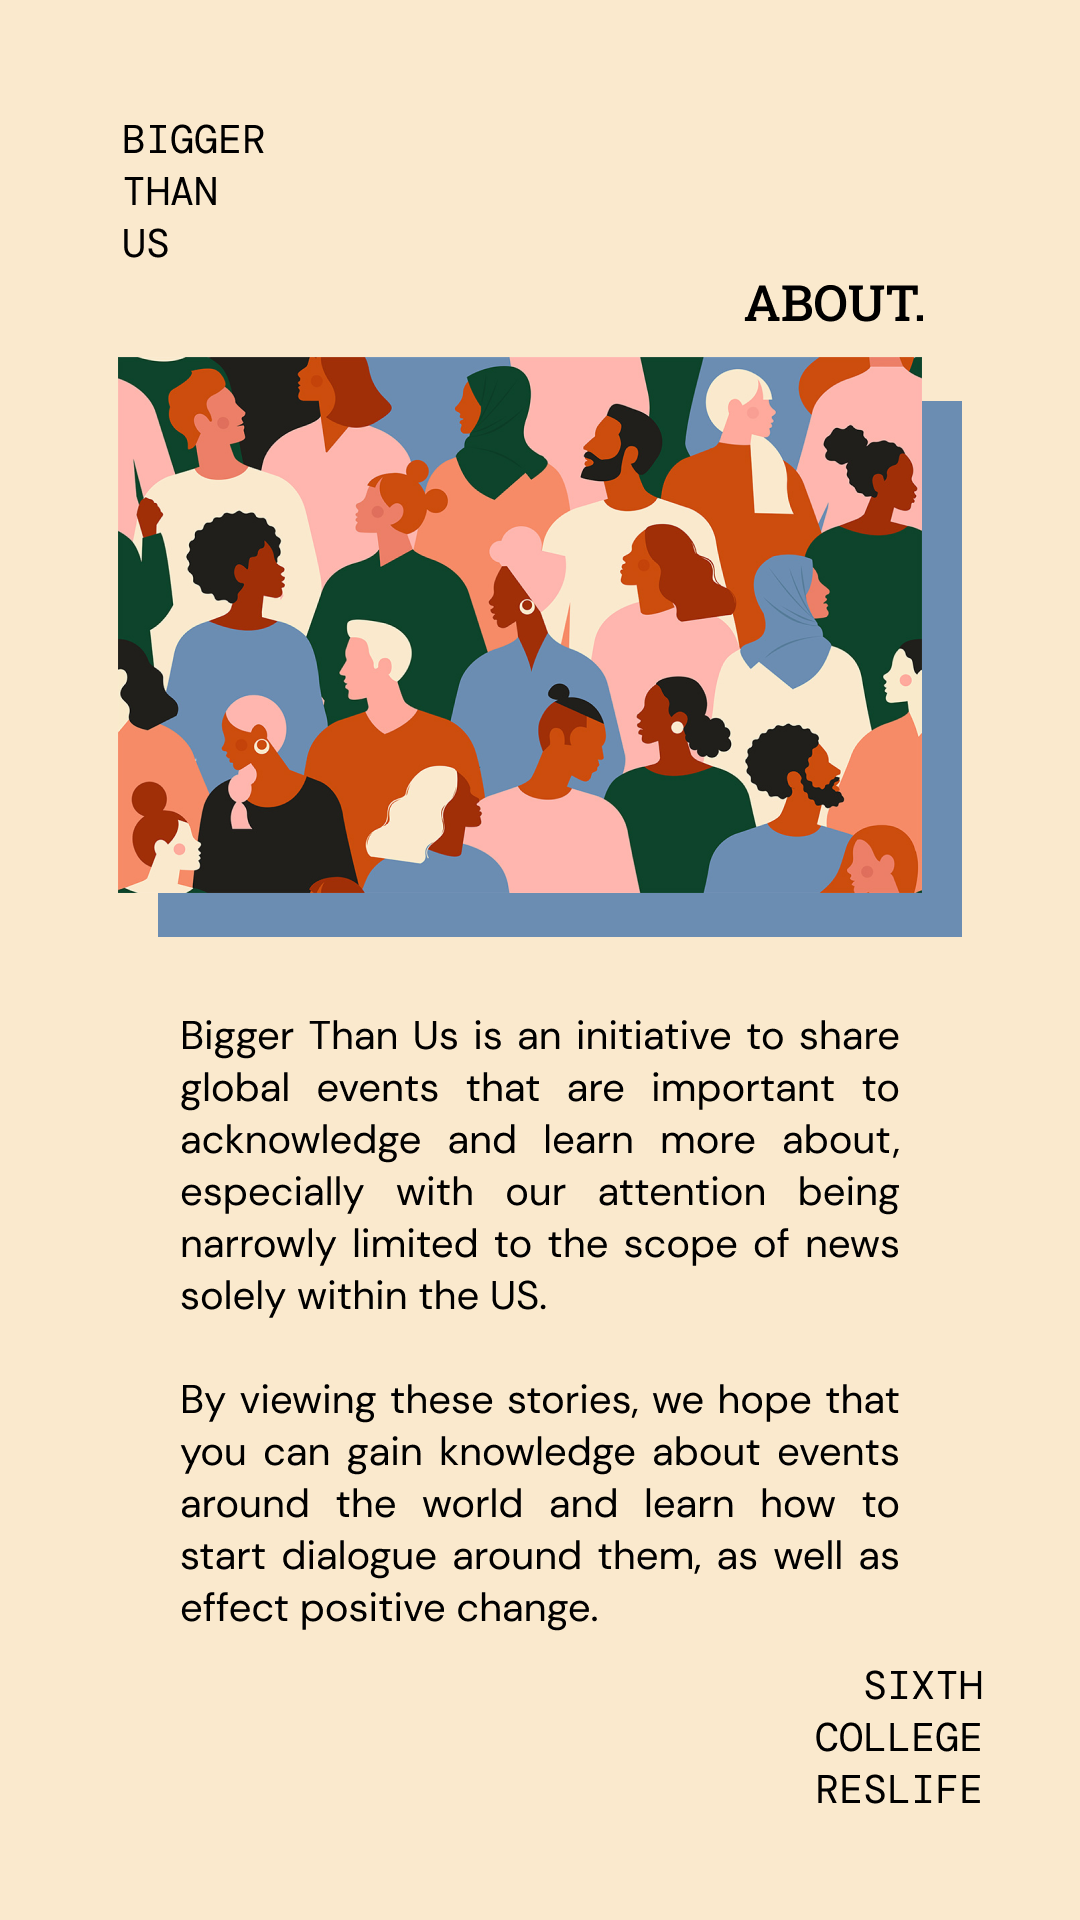 BIGGER
THAN
US
ABOUT.
Bigger Than Us is an initiative to share
global events that are important to
acknowledge and learn more about,
especially with our attention being
narrowly limited to the scope of news
solely within the US.
By viewing these stories, we hope that
you can gain knowledge about events
around the world and learn how to
start dialogue around them, as well as
effect positive change.
SIXTH
COLLEGE
RESLIFE